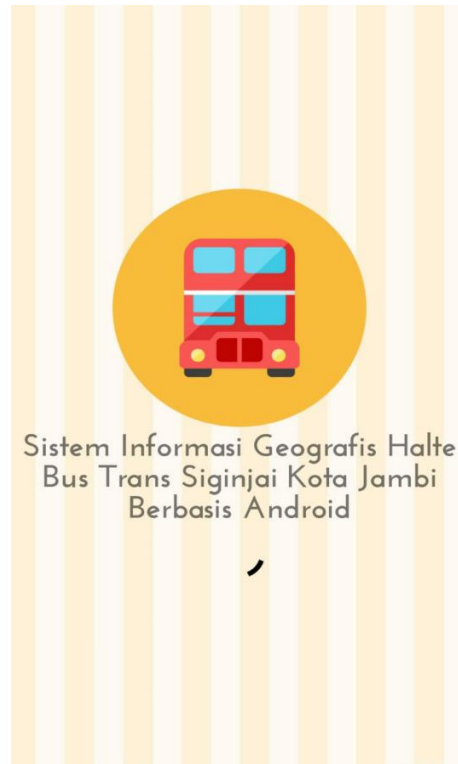 Sistem Informasi Geografis Halte
Bus Trans Siginjai Kota Jambi
Berbasis Android